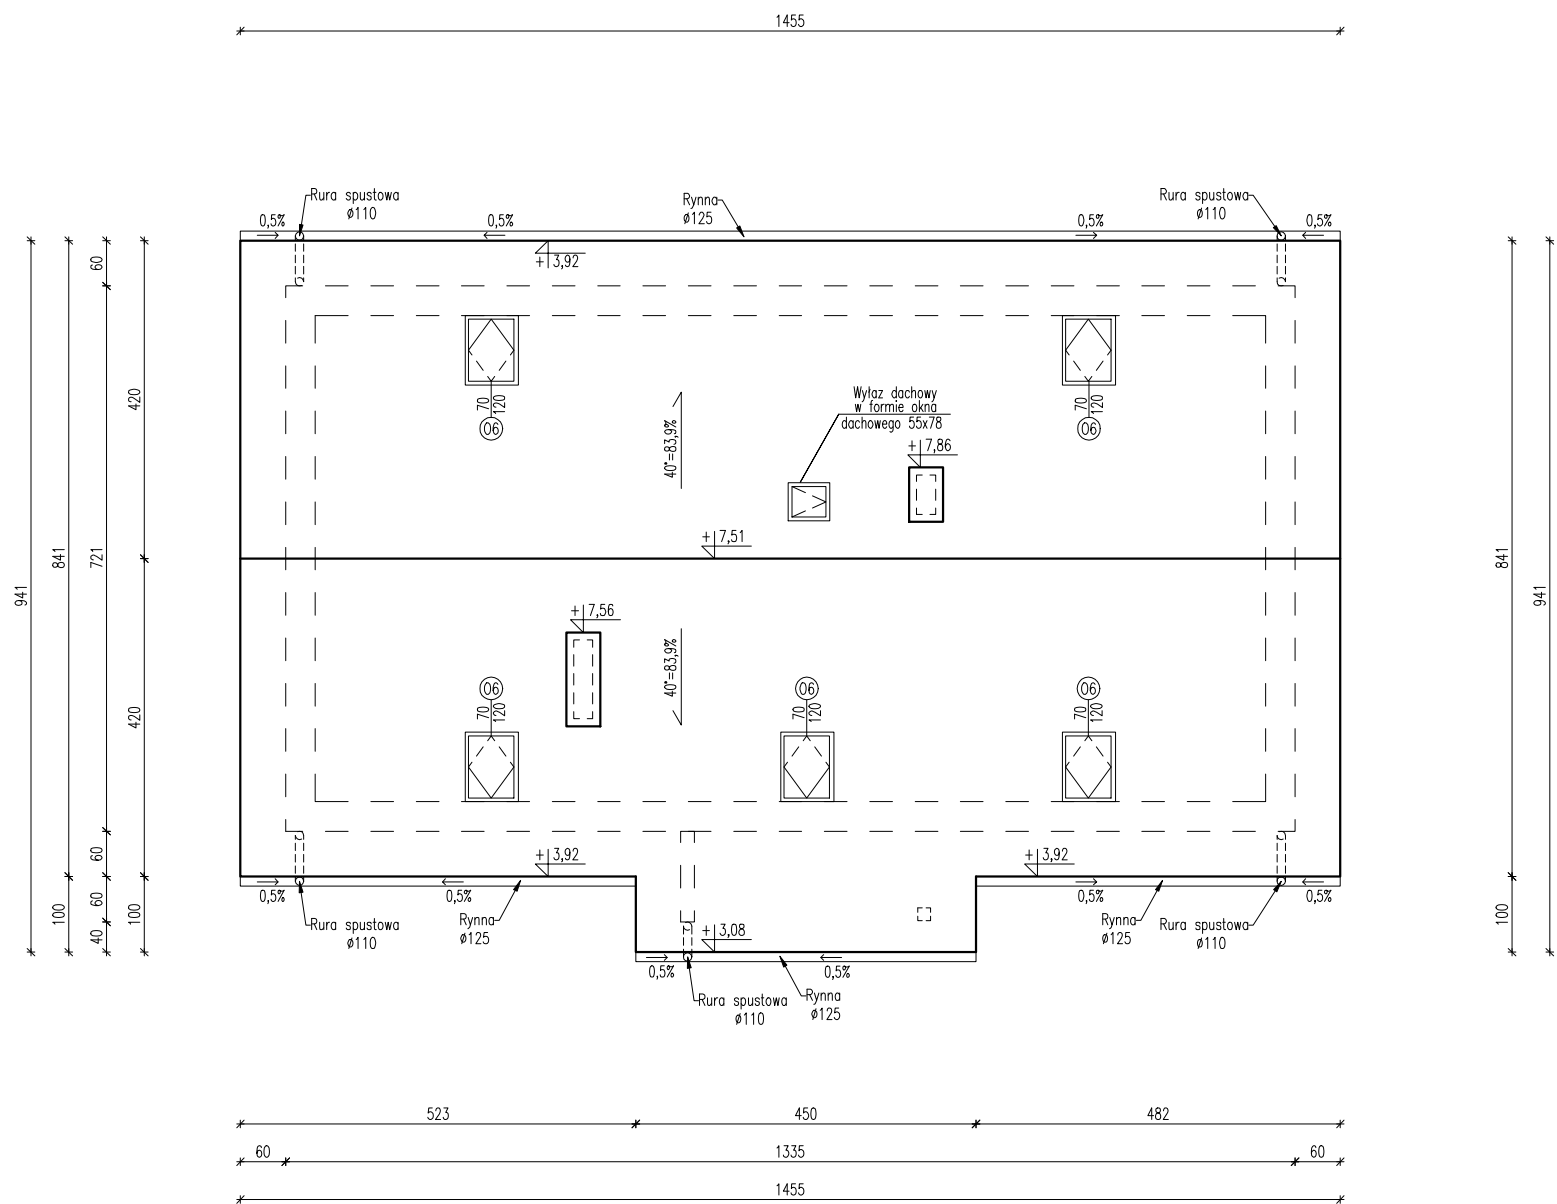 1455
Rura spustowa
ø110
Rynna
ø125
Rura spustowa
ø110
0,5%
0,5%
0,5%
0,5%
+ 3,92
60
420
841
721
941
70
120
O6
70
120
O6
40°=83,9%
Wyłaz dachowy
w formie okna
dachowego 55x78
+ 7,86
+ 7,51
841
941
+ 7,56
40°=83,9%
O6
70
120
O6
70
120
O6
70
120
420
60
60
40
100
100
100
+ 3,92
+ 3,92
0,5%
0,5%
0,5%
0,5%
Rura spustowa
ø110
Rynna
ø125
+ 3,08
Rynna
ø125
Rura spustowa
ø110
0,5%
0,5%
Rura spustowa
ø110
Rynna
ø125
523
450
482
60
1335
60
1455